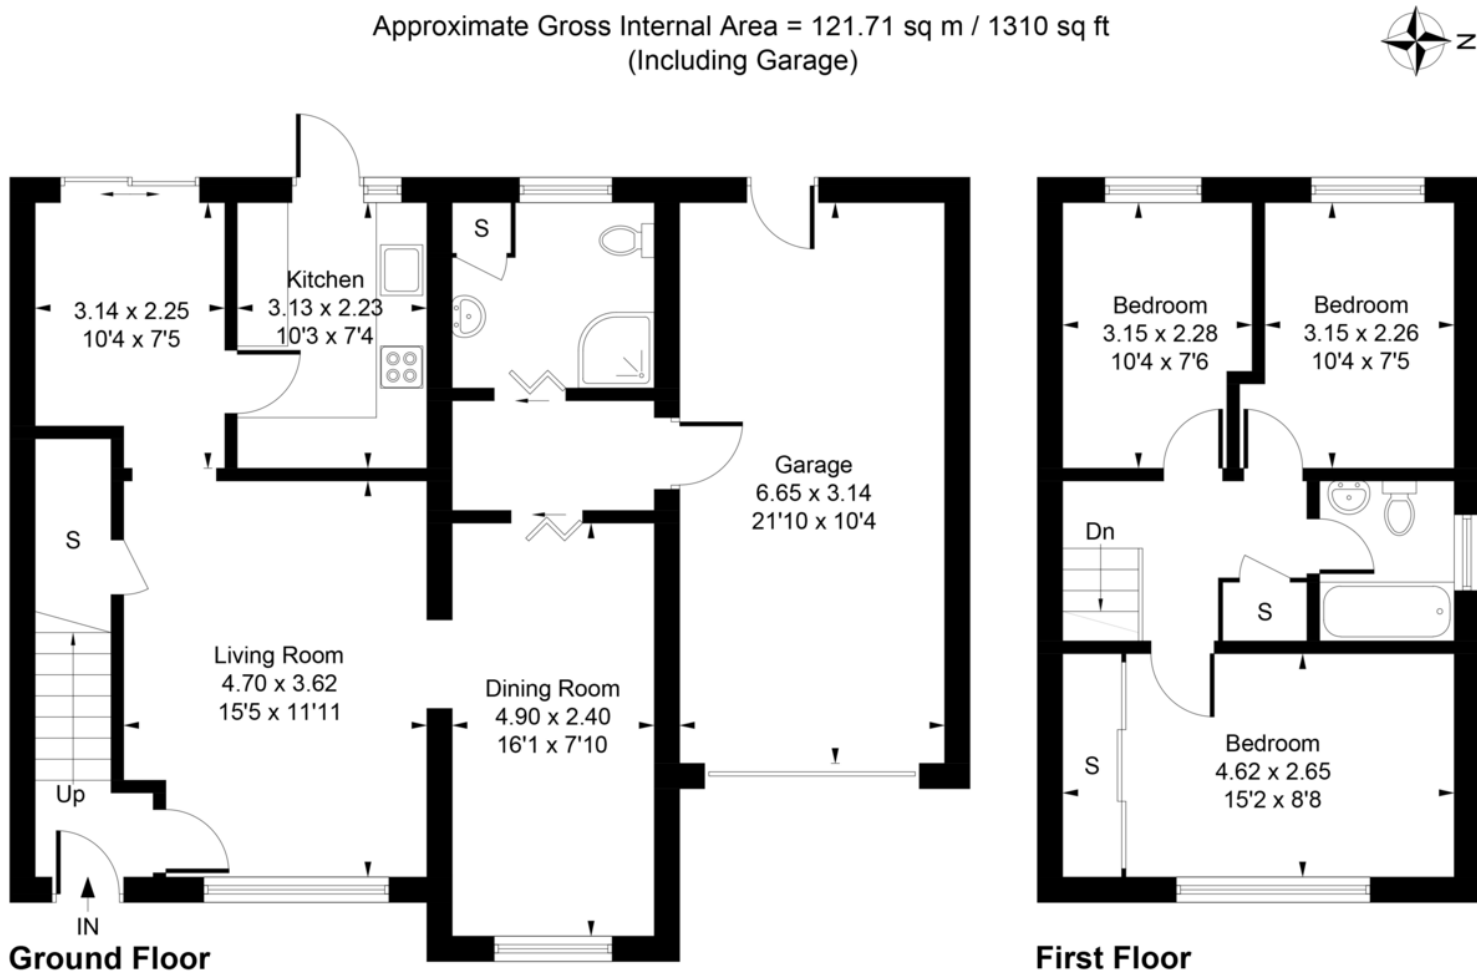 Approximate Gross Internal Area = 121.71 sq m / 1310 sq ft
(Including Garage)
N
3.14 x 2.25
10'4 x 7'5
Kitchen
3.13 x 2.23
10'3 x 7'4
S
Garage
6.65 x 3.14
21'10 x 10'4
S
Living Room
4.70 x 3.62
15'5 x 11'11
Dining Room
4.90 x 2.40
16'1 x 7'10
Up
IN
Ground Floor
Bedroom
3.15 x 2.28
10'4 x 7'6
Bedroom
3.15 x 2.26
10'4 x 7'5
Dn
S
S
Bedroom
4.62 x 2.65
15'2 x 8'8
First Floor